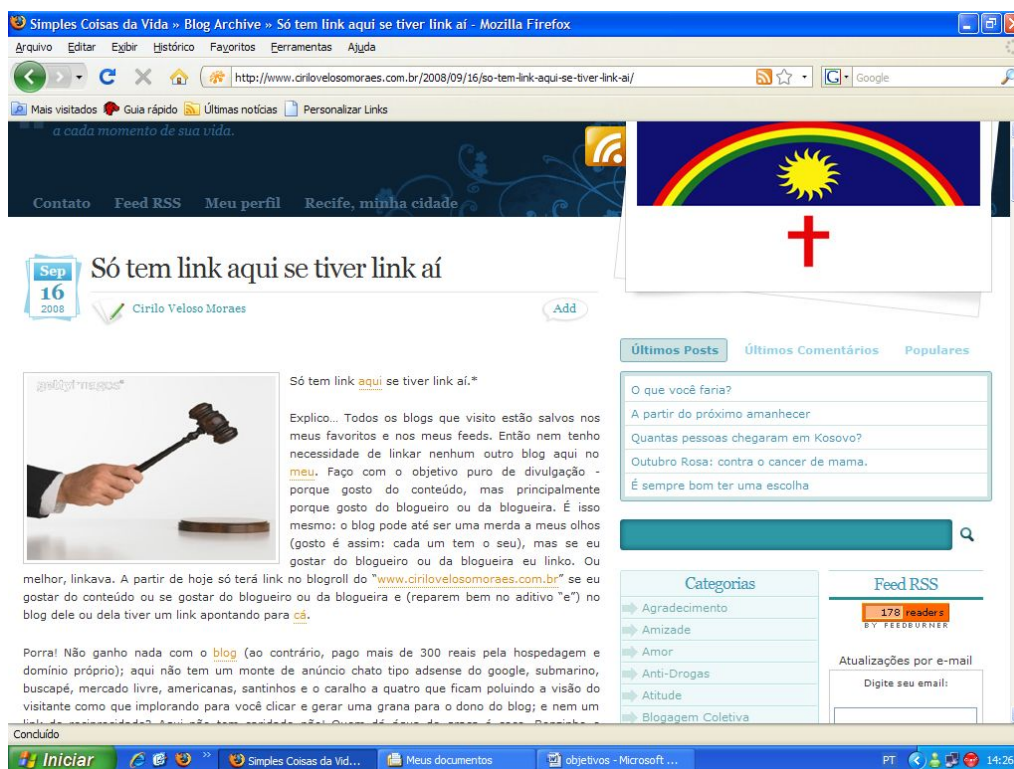 Simples Coisas da Vida » Blog Archive » Só tem link aqui se tiver link aí - Mozilla Firefox
Arquivo Editar Exibir Histórico Favoritos Ferramentas Ajuda
http://www.cirilovelosomoraes.com.br/2008/09/16/so-tem-link-aqui-se-tiver-link-ai/
G Google
Mais visitados Guia rápido Últimas notícias Personalizar Links
a cada momento de sua vida.
Contato Feed RSS Meu perfil Recife, minha cidade
Sep
16
2008
Só tem link aqui se tiver link aí
Cirilo Veloso Moraes
Add
gettyimages
Só tem link aqui se tiver link aí.*
Explico... Todos os blogs que visito estão salvos nos
meus favoritos e nos meus feeds. Então nem tenho
necessidade de linkar nenhum outro blog aqui no
meu. Faço com o objetivo puro de divulgação -
porque gosto do conteúdo, mas principalmente
porque gosto do blogueiro ou da blogueira. É isso
mesmo: o blog pode até ser uma merda a meus olhos
(gosto é assim: cada um tem o seu), mas se eu
gostar do blogueiro ou da blogueira eu linko. Ou
melhor, linkava. A partir de hoje só terá link no blogroll do “www.cirilovelosomoraes.com.br” se eu
gostar do conteúdo ou se gostar do blogueiro ou da blogueira e (reparem bem no aditivo “e”) no
blog dele ou dela tiver um link apontando para cá.
Porra! Não ganho nada com o blog (ao contrário, pago mais de 300 reais pela hospedagem e
domínio próprio); aqui não tem um monte de anúncio chato tipo adsense do google, submarino,
buscapé, mercado livre, americanas, santinhos e o caralho a quatro que ficam poluindo a visão do
visitante como que implorando para você clicar e gerar uma grana para o dono do blog; e nem um
Últimos Posts Últimos Comentários Populares
O que você faria?
A partir do próximo amanhecer
Quantas pessoas chegaram em Kosovo?
Outubro Rosa: contra o cancer de mama.
É sempre bom ter uma escolha
Categorias
Agradecimento
Amizade
Amor
Anti-Drogas
Atitude
Blogagem Coletiva
Feed RSS
178 readers
BY FEEDBURNER
Atualizações por e-mail
Digite seu email:
Concluído
Iniciar
Simples Coisas da Vid...
Meus documentos
objetivos - Microsoft ...
PT
14:26